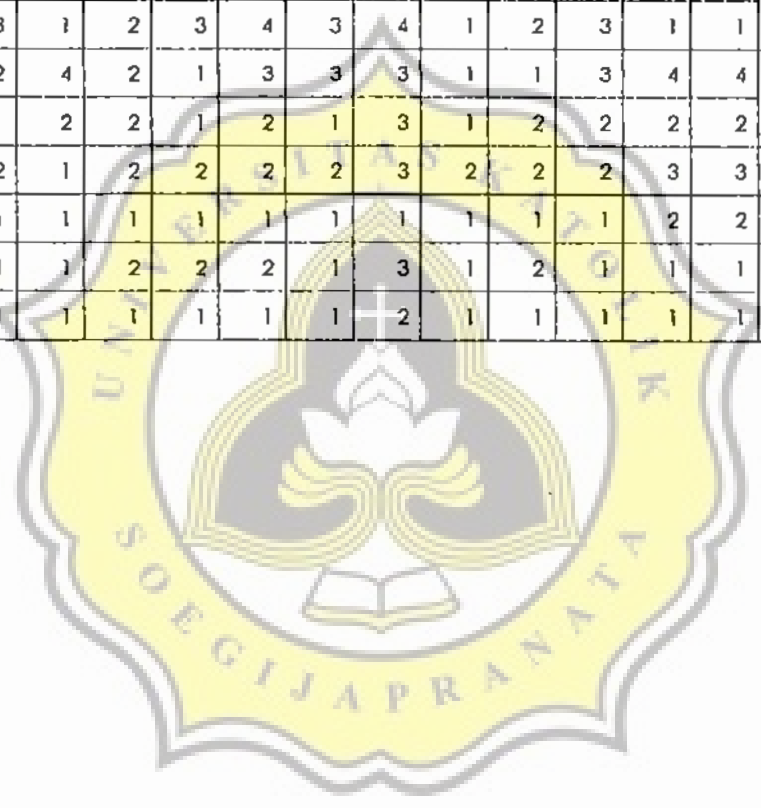 3 1 2 3 4 3 4 1 2 3 1 1
2 4 2 1 3 3 3 1 1 3 4 4
2 2 1 2 1 3 1 2 2 2 2
2 1 2 2 2 2 3 2 2 2 3 3
1 1 1 1 1 1 1 1 1 1 2 2
1 1 2 2 2 1 3 1 2 1 1 1
1 1 1 1 1 2 1 1 1 1 1
UNIVERSITAS KATOLIK
SOEGIJAPRANATA